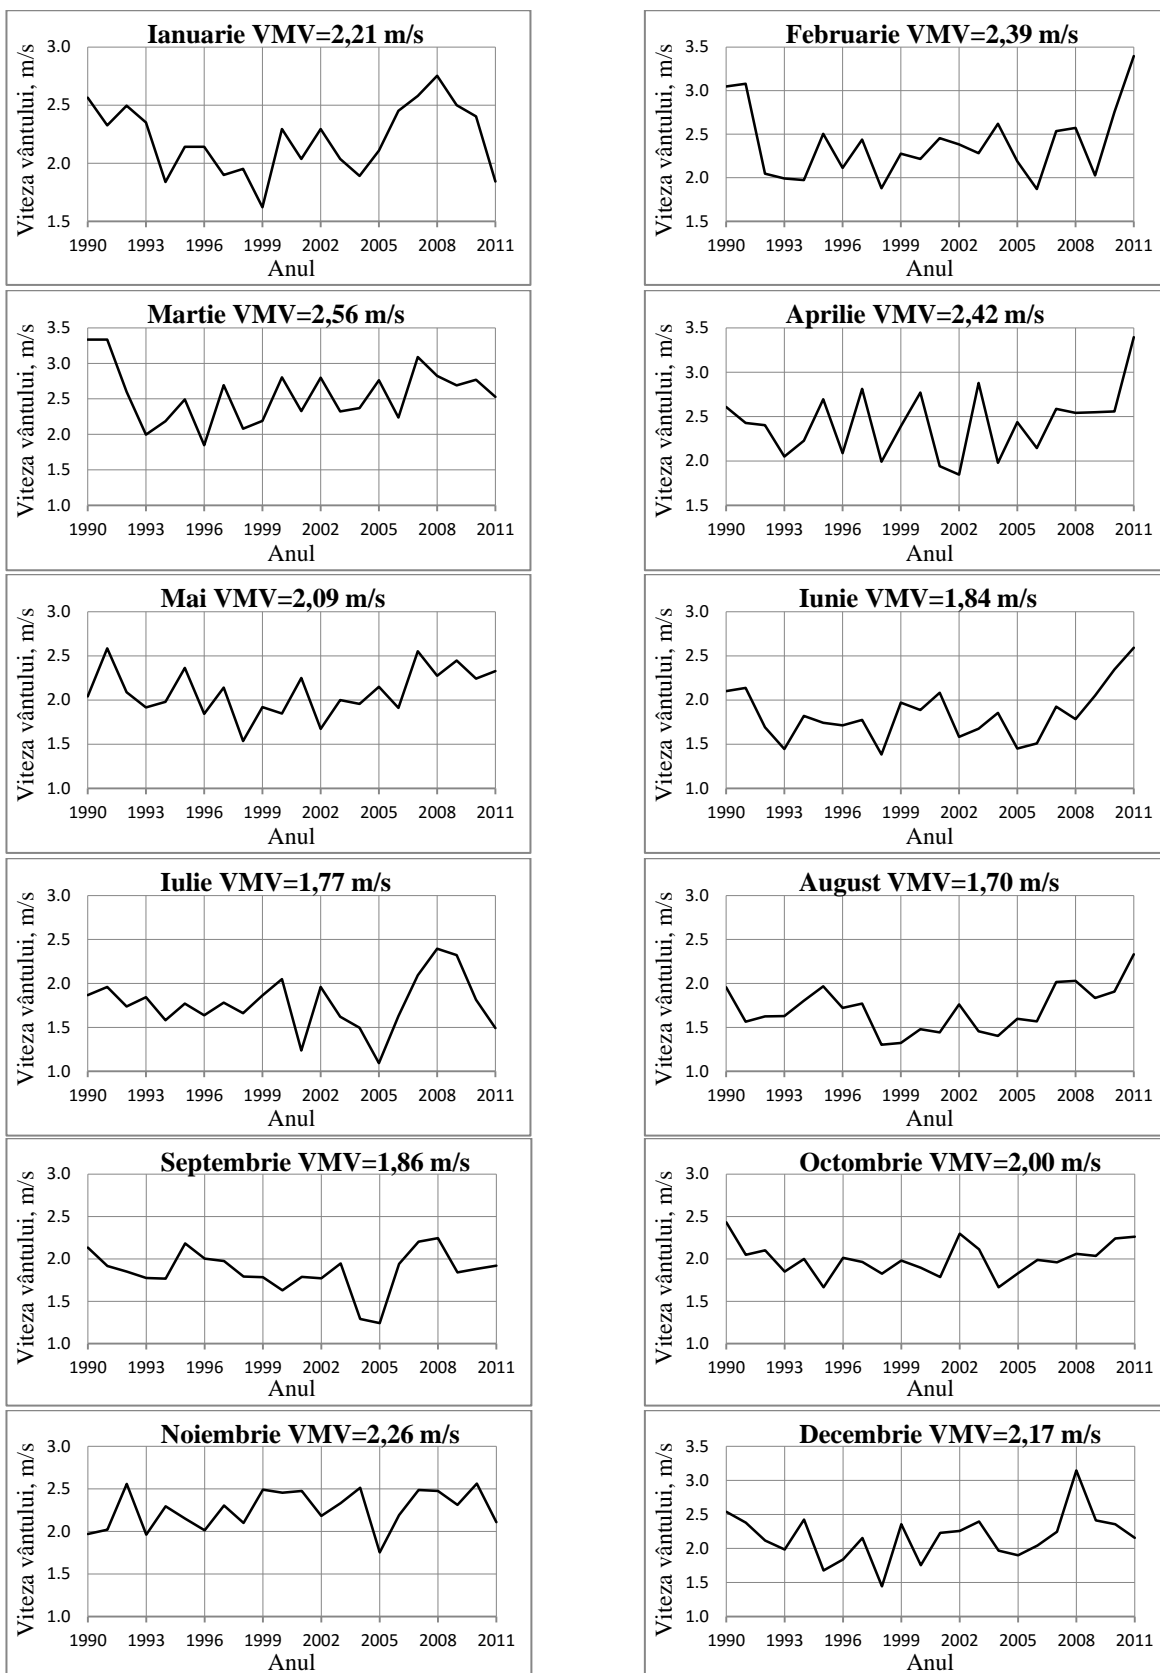 Ianuarie VMV=2,21 m/s
Viteza vântului, m/s
3.0
2.5
2.0
1.5
1990 1993 1996 1999 2002 2005 2008 2011
Anul
Februarie VMV=2,39 m/s
Viteza vântului, m/s
3.5
3.0
2.5
2.0
1.5
1990 1993 1996 1999 2002 2005 2008 2011
Anul
Martie VMV=2,56 m/s
Viteza vântului, m/s
3.5
3.0
2.5
2.0
1.5
1.0
1990 1993 1996 1999 2002 2005 2008 2011
Anul
Aprilie VMV=2,42 m/s
Viteza vântului, m/s
3.5
3.0
2.5
2.0
1.5
1990 1993 1996 1999 2002 2005 2008 2011
Anul
Mai VMV=2,09 m/s
Viteza vântului, m/s
3.0
2.5
2.0
1.5
1.0
1990 1993 1996 1999 2002 2005 2008 2011
Anul
Iunie VMV=1,84 m/s
Viteza vântului, m/s
3.0
2.5
2.0
1.5
1.0
1990 1993 1996 1999 2002 2005 2008 2011
Anul
Iulie VMV=1,77 m/s
Viteza vântului, m/s
3.0
2.5
2.0
1.5
1.0
1990 1993 1996 1999 2002 2005 2008 2011
Anul
August VMV=1,70 m/s
Viteza vântului, m/s
3.0
2.5
2.0
1.5
1.0
1990 1993 1996 1999 2002 2005 2008 2011
Anul
Septembrie VMV=1,86 m/s
Viteza vântului, m/s
3.0
2.5
2.0
1.5
1.0
1990 1993 1996 1999 2002 2005 2008 2011
Anul
Octombrie VMV=2,00 m/s
Viteza vântului, m/s
3.0
2.5
2.0
1.5
1.0
1990 1993 1996 1999 2002 2005 2008 2011
Anul
Noiembrie VMV=2,26 m/s
Viteza vântului, m/s
3.0
2.5
2.0
1.5
1.0
1990 1993 1996 1999 2002 2005 2008 2011
Anul
Decembrie VMV=2,17 m/s
Viteza vântului, m/s
3.5
3.0
2.5
2.0
1.5
1.0
1990 1993 1996 1999 2002 2005 2008 2011
Anul